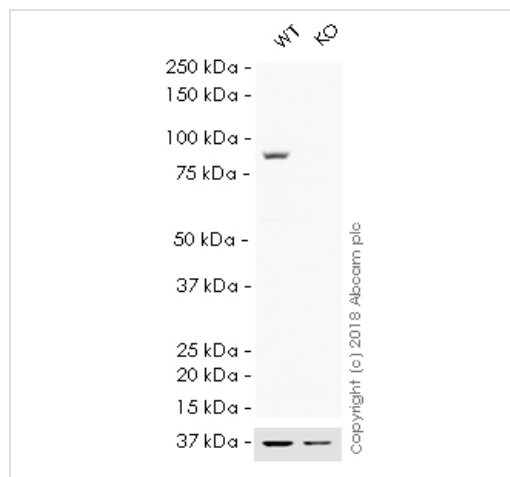 WT KO
250 kDa -
150 kDa -
100 kDa -
75 kDa -
50 kDa -
37 kDa -
25 kDa -
20 kDa -
15 kDa -
37 kDa -
Copyright (c) 2018 Abcam plc